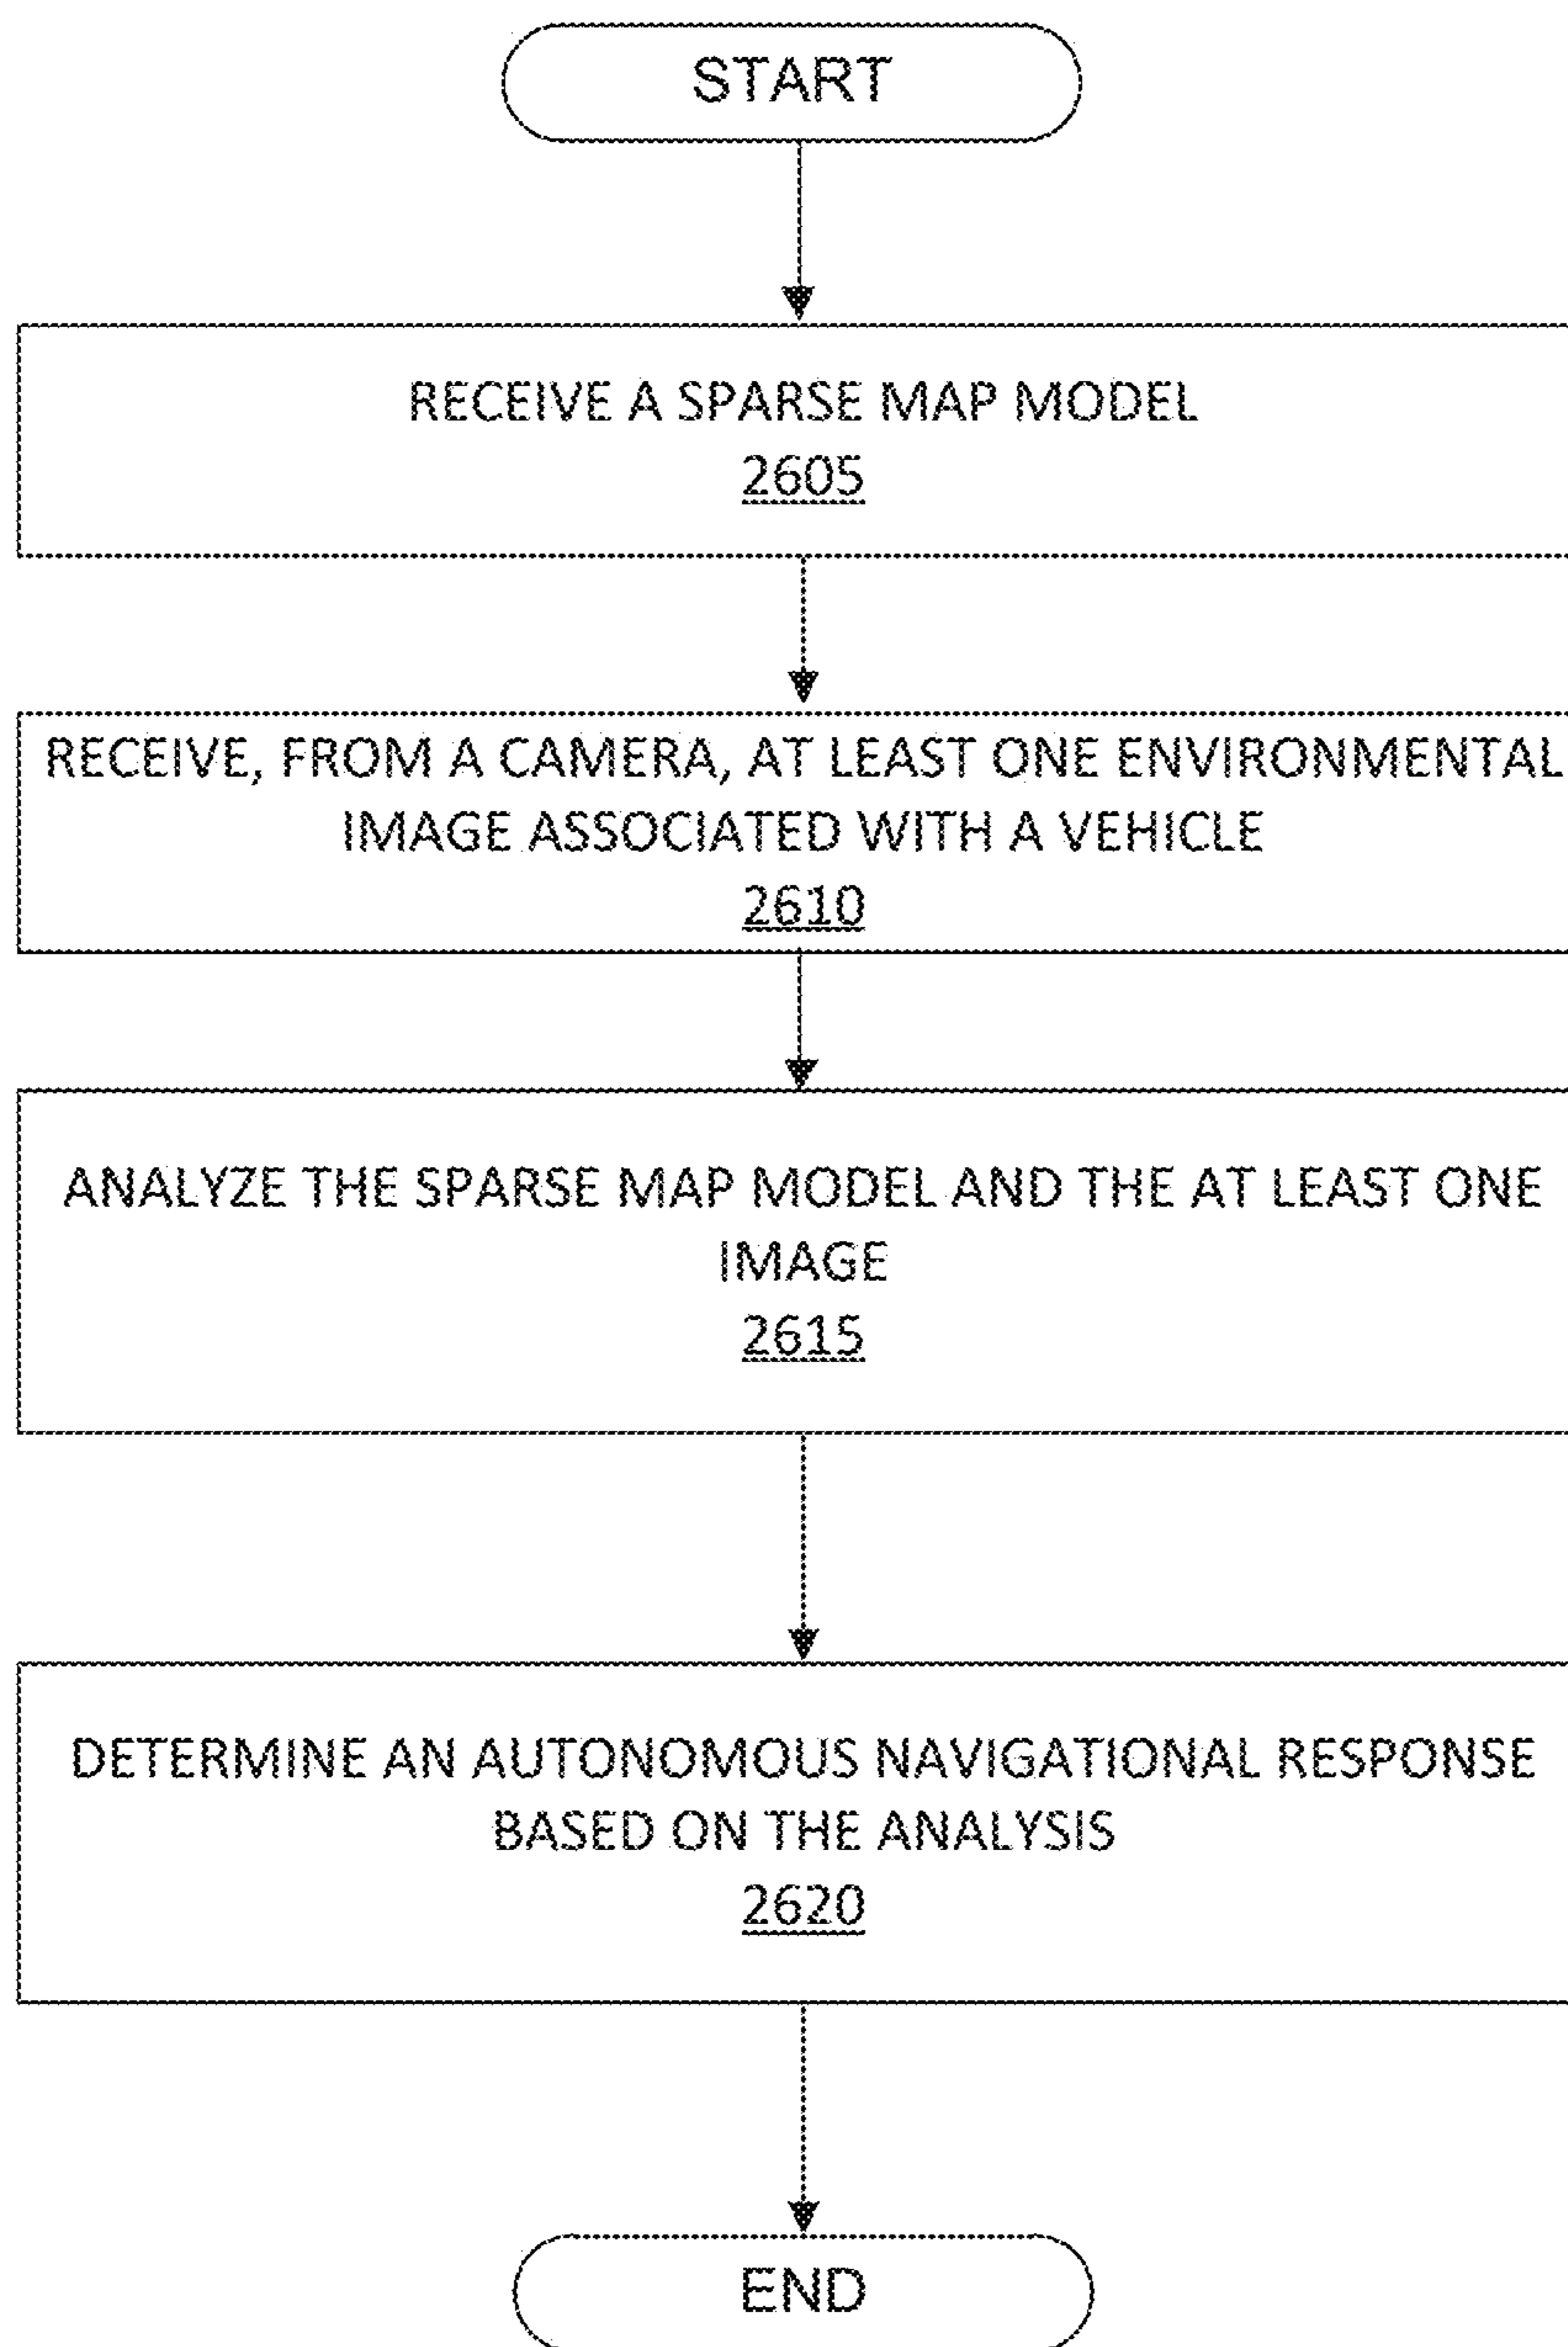 START
RECEIVE A SPARSE MAP MODEL
2605
RECEIVE, FROM A CAMERA, AT LEAST ONE ENVIRONMENTAL
IMAGE ASSOCIATED WITH A VEHICLE
2610
ANALYZE THE SPARSE MAP MODEL AND THE AT LEAST ONE
IMAGE
2615
DETERMINE AN AUTONOMOUS NAVIGATIONAL RESPONSE
BASED ON THE ANALYSIS
2620
END